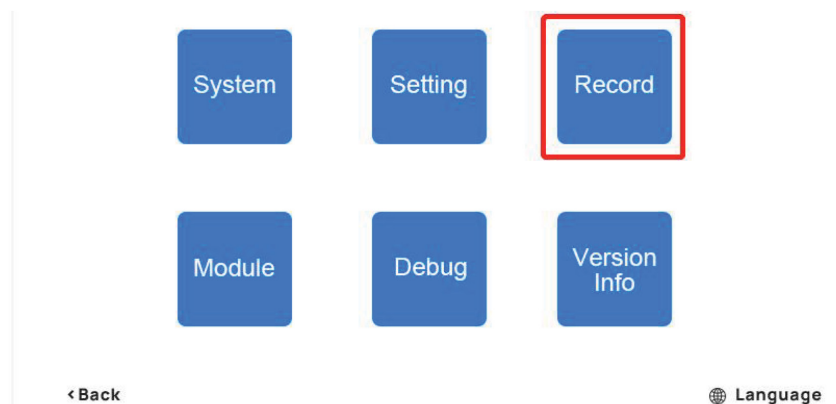 System
Setting
Record
Module
Debug
Version
Info
<Back
Language